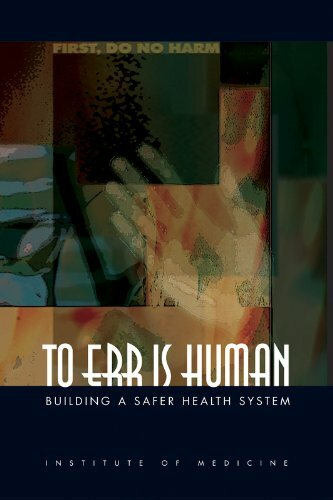 FIRST, DO NO HARM
TO ERR IS HUMAN
BUILDING A SAFER HEALTH SYSTEM
INSTITUTE OF MEDICINE